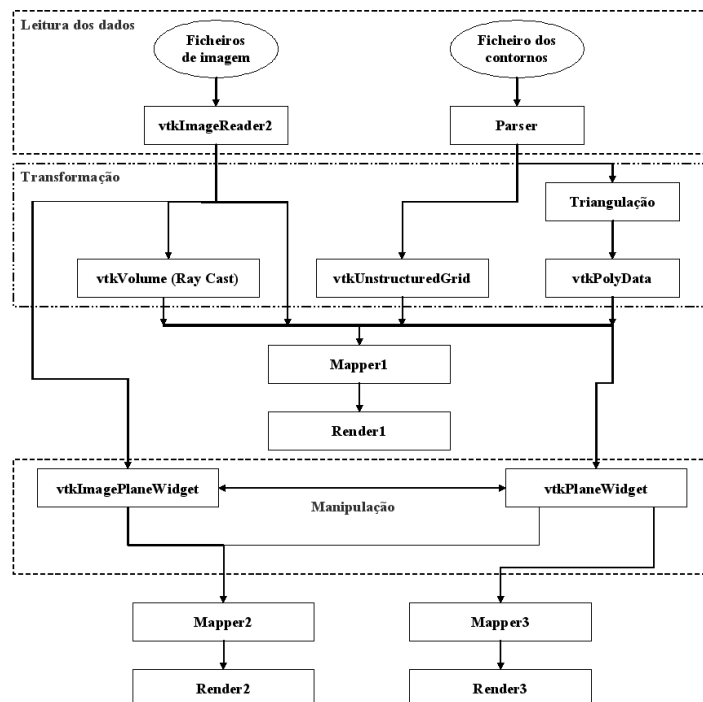 Leitura dos dados
Ficheiros
de imagem
Ficheiro dos
contornos
vtkImageReader2
Parser
Transformação
Triangulação
vtkVolume (Ray Cast)
vtkUnstructuredGrid
vtkPolyData
Mapper1
Render1
vtkImagePlaneWidget
vtkPlaneWidget
Manipulação
Mapper2
Mapper3
Render2
Render3